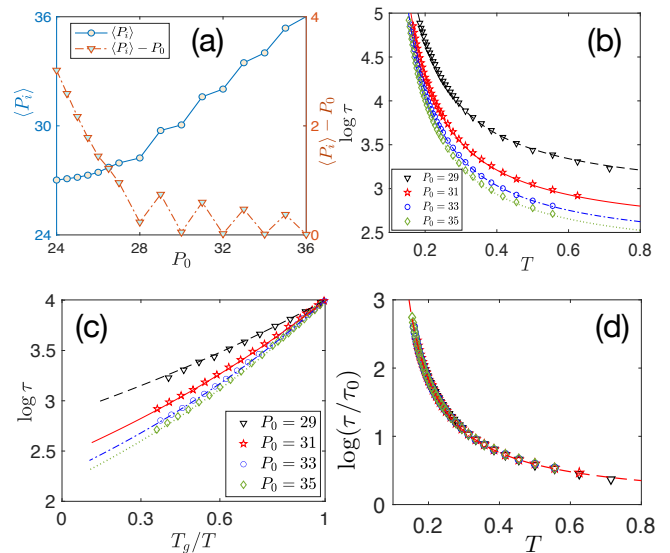 (a)
⟨P_i⟩
⟨P_i⟩ − P_0
36
30
24
⟨P_i⟩
4
2
0
⟨P_i⟩ − P_0
24 28 32 36
P_0
(b)
5
4.5
4
3.5
3
2.5
log τ
P_0 = 29
P_0 = 31
P_0 = 33
P_0 = 35
0.2 0.4 0.6 0.8
T
(c)
4
3.5
3
2.5
2
log τ
P_0 = 29
P_0 = 31
P_0 = 33
P_0 = 35
0 0.3 0.6 1
T_g/T
(d)
3
2
1
0
log(τ/τ_0)
0.2 0.4 0.6 0.8
T